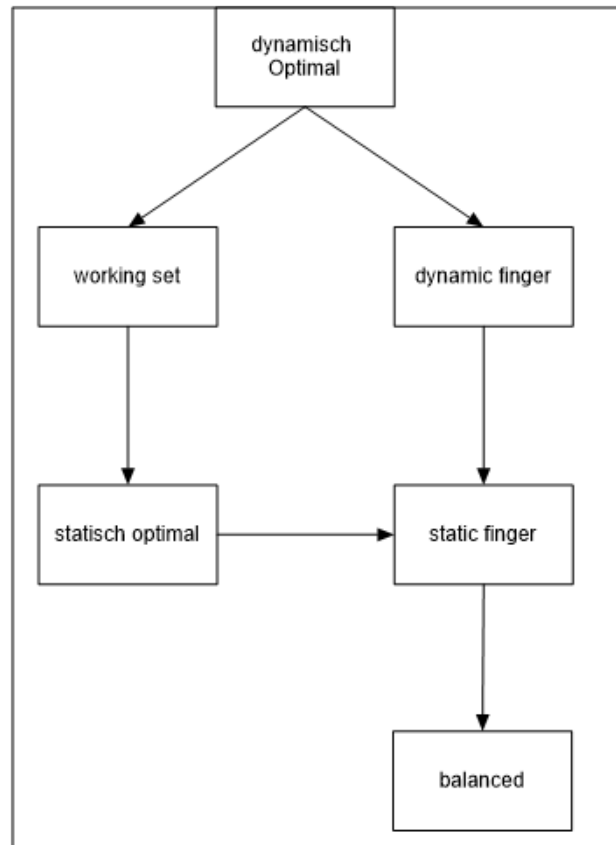 dynamisch
Optimal
working set
dynamic finger
statisch optimal
static finger
balanced